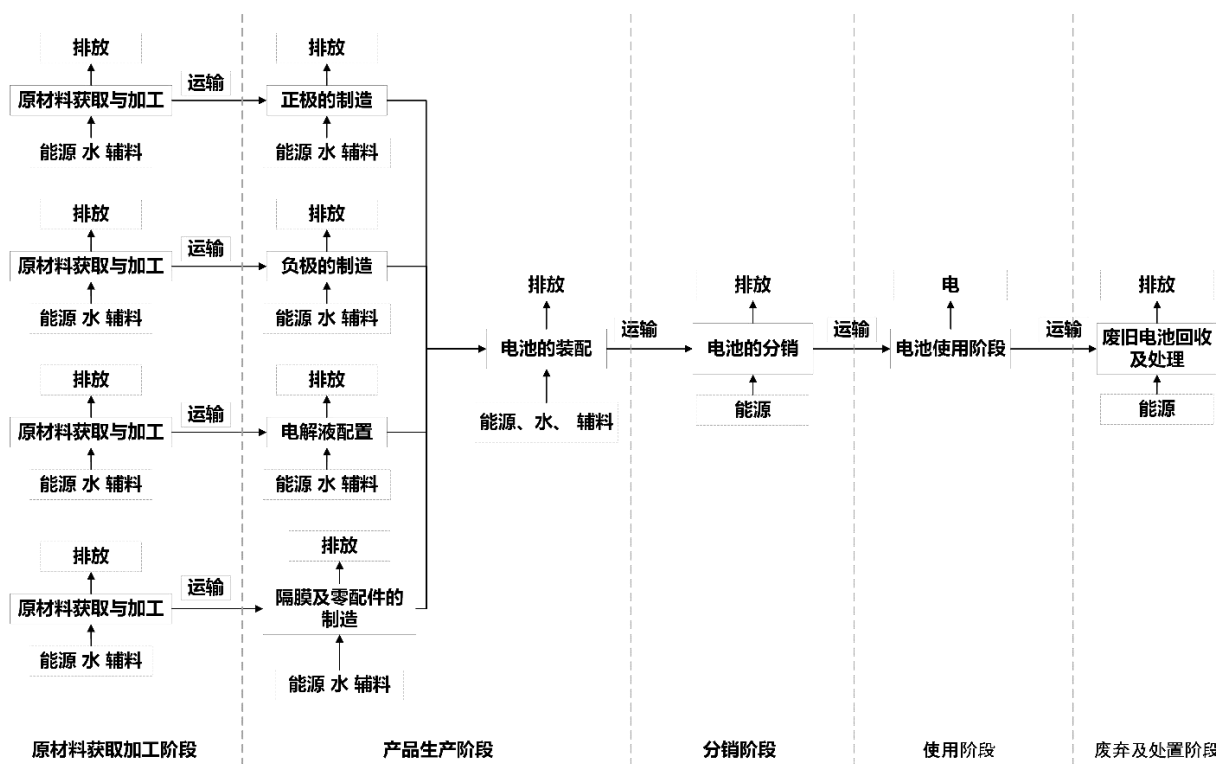 排放
排放
运输
原材料获取与加工
正极的制造
能源 水 辅料
能源 水 辅料
排放
排放
运输
原材料获取与加工
负极的制造
能源 水 辅料
能源 水 辅料
排放
排放
电
排放
运输
运输
运输
电池的装配
电池的分销
电池使用阶段
废旧电池回收
及处理
能源、水、 辅料
能源
能源
排放
排放
运输
原材料获取与加工
电解液配置
能源 水 辅料
能源 水 辅料
排放
排放
运输
原材料获取与加工
隔膜及零配件的
制造
能源 水 辅料
能源 水 辅料
原材料获取加工阶段
产品生产阶段
分销阶段
使用阶段
废弃及处置阶段